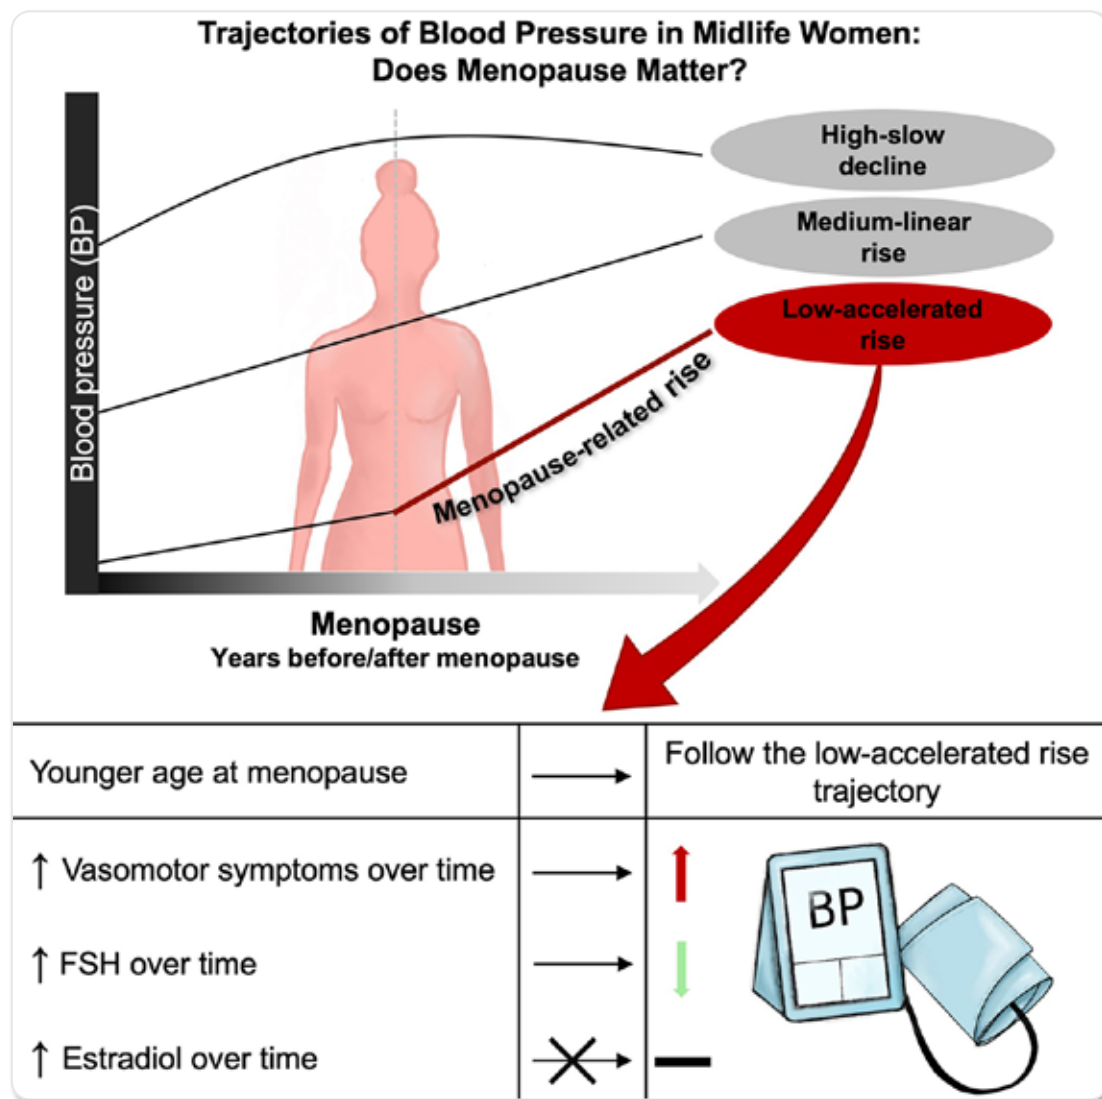 Trajectories of Blood Pressure in Midlife Women:
Does Menopause Matter?
Blood pressure (BP)
High-slow
decline
Medium-linear
rise
Low-accelerated
rise
Menopause-related rise
Menopause
Years before/after menopause
Younger age at menopause
Follow the low-accelerated rise
trajectory
↑ Vasomotor symptoms over time
BP
↑ FSH over time
↑ Estradiol over time